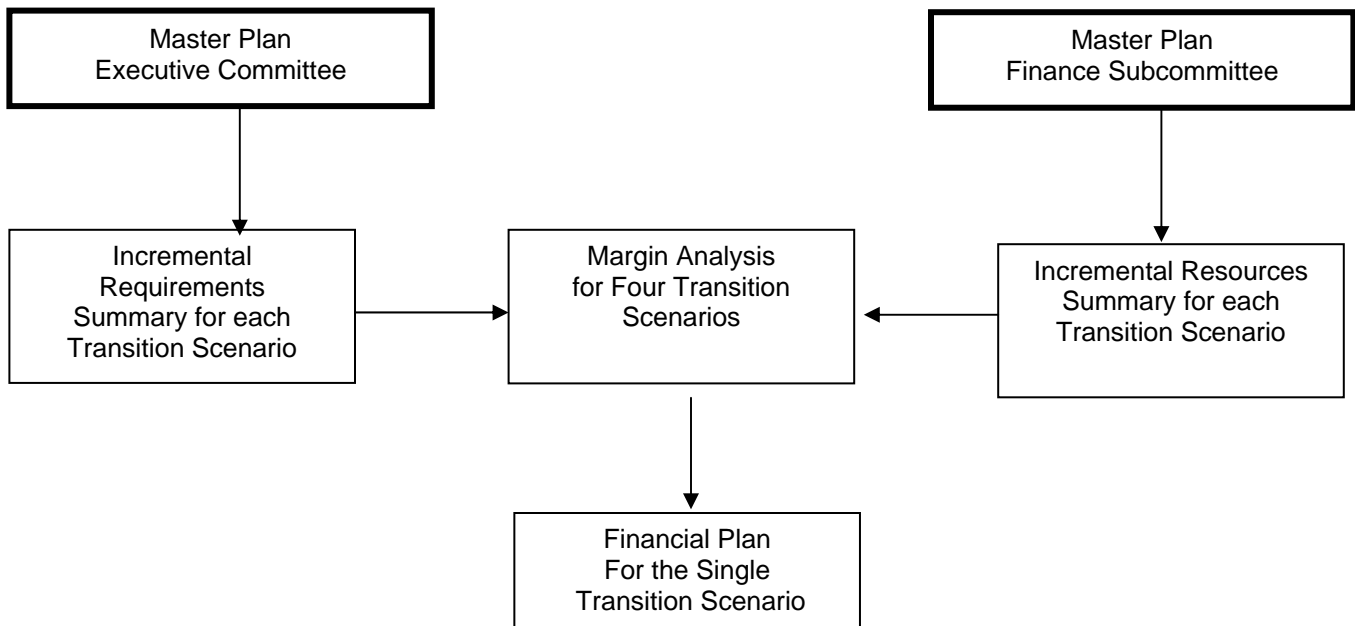 Master Plan
Executive Committee
Master Plan
Finance Subcommittee
Incremental
Requirements
Summary for each
Transition Scenario
Margin Analysis
for Four Transition
Scenarios
Incremental Resources
Summary for each
Transition Scenario
Financial Plan
For the Single
Transition Scenario